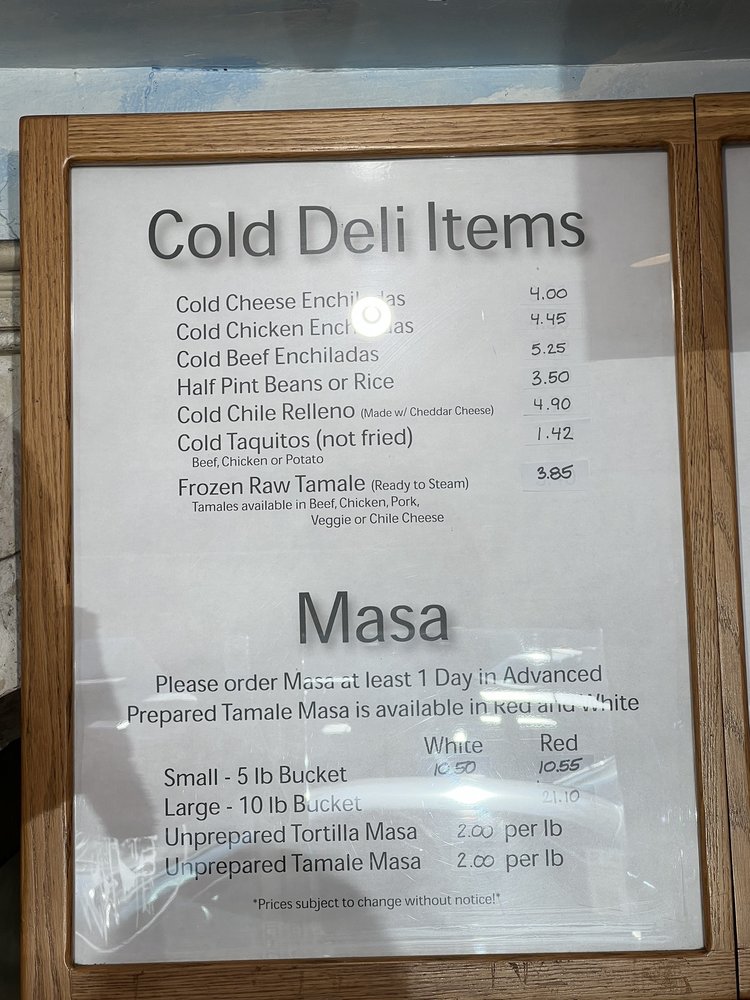 Cold Deli Items
Cold Cheese Enchiladas 4.00
Cold Chicken Enchiladas 4.45
Cold Beef Enchiladas 5.25
Half Pint Beans or Rice 3.50
Cold Chile Relleno (Made w/ Cheddar Cheese) 4.90
Cold Taquitos (not fried) 1.42
Beef, Chicken or Potato
Frozen Raw Tamale (Ready to Steam) 3.85
Tamales available in Beef, Chicken, Pork,
Veggie or Chile Cheese
Masa
Please order Masa at least 1 Day in Advanced
Prepared Tamale Masa is available in Red and White
White Red
Small - 5 lb Bucket 10.50 10.55
Large - 10 lb Bucket 21.10
Unprepared Tortilla Masa 2.00 per lb
Unprepared Tamale Masa 2.00 per lb
*Prices subject to change without notice!*